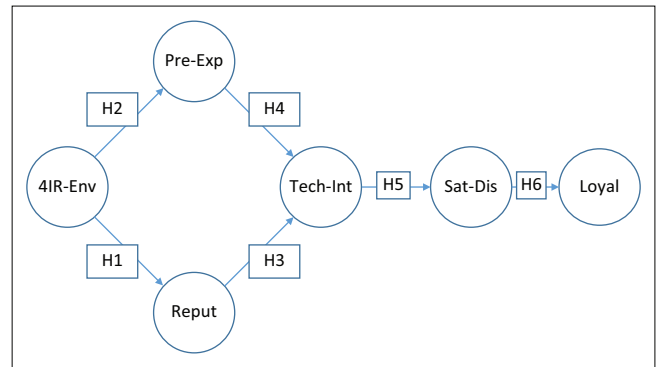 Pre-Exp
H2
H4
4IR-Env
Tech-Int
H5
Sat-Dis
H6
Loyal
H1
H3
Reput